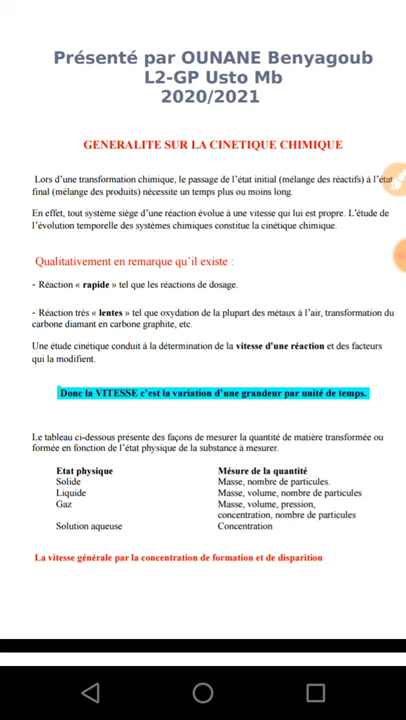 Présenté par OUNANE Benyagoub
L2-GP Usto Mb
2020/2021
GENERALITE SUR LA CINETIQUE CHIMIQUE
Lors d'une transformation chimique, le passage de l'état initial (mélange des réactifs) à l'état
final (mélange des produits) nécessite un temps plus ou moins long.
En effet, tout système siège d'une réaction évolue à une vitesse qui lui est propre. L'étude de
l'évolution temporelle des systèmes chimiques constitue la cinétique chimique.
Qualitativement en remarque qu'il existe :
- Réaction « rapide » tel que les réactions de dosage.
- Réaction très « lentes » tel que oxydation de la plupart des métaux à l'air, transformation du
carbone diamant en carbone graphite, etc.
Une étude cinétique conduit à la détermination de la vitesse d'une réaction et des facteurs
qui la modifient.
Donc la VITESSE c'est la variation d'une grandeur par unité de temps.
Le tableau ci-dessous présente des façons de mesurer la quantité de matière transformée ou
formée en fonction de l'état physique de la substance à mesurer.
Etat physique Mésure de la quantité
Solide Masse, nombre de particules.
Liquide Masse, volume, nombre de particules
Gaz Masse, volume, pression,
concentration, nombre de particules
Solution aqueuse Concentration
La vitesse générale par la concentration de formation et de disparition